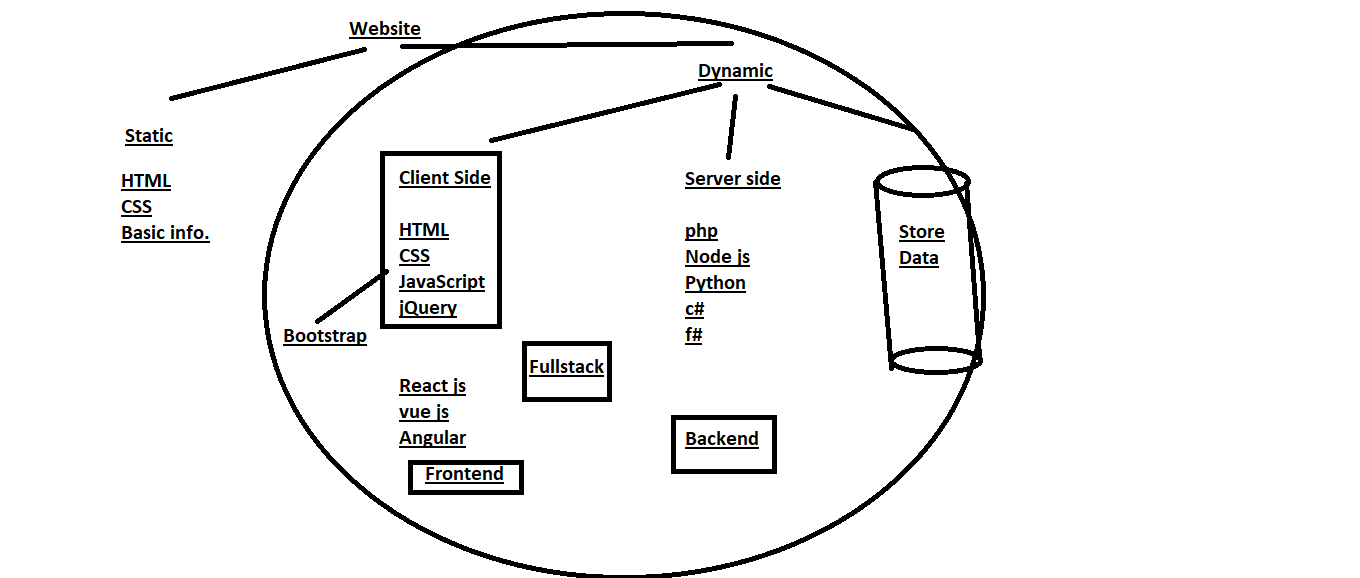 Website
Dynamic
Static
HTML
CSS
Basic info.
Client Side
HTML
CSS
JavaScript
jQuery
Bootstrap
React js
vue js
Angular
Frontend
Fullstack
Server side
php
Node js
Python
c#
f#
Backend
Store
Data